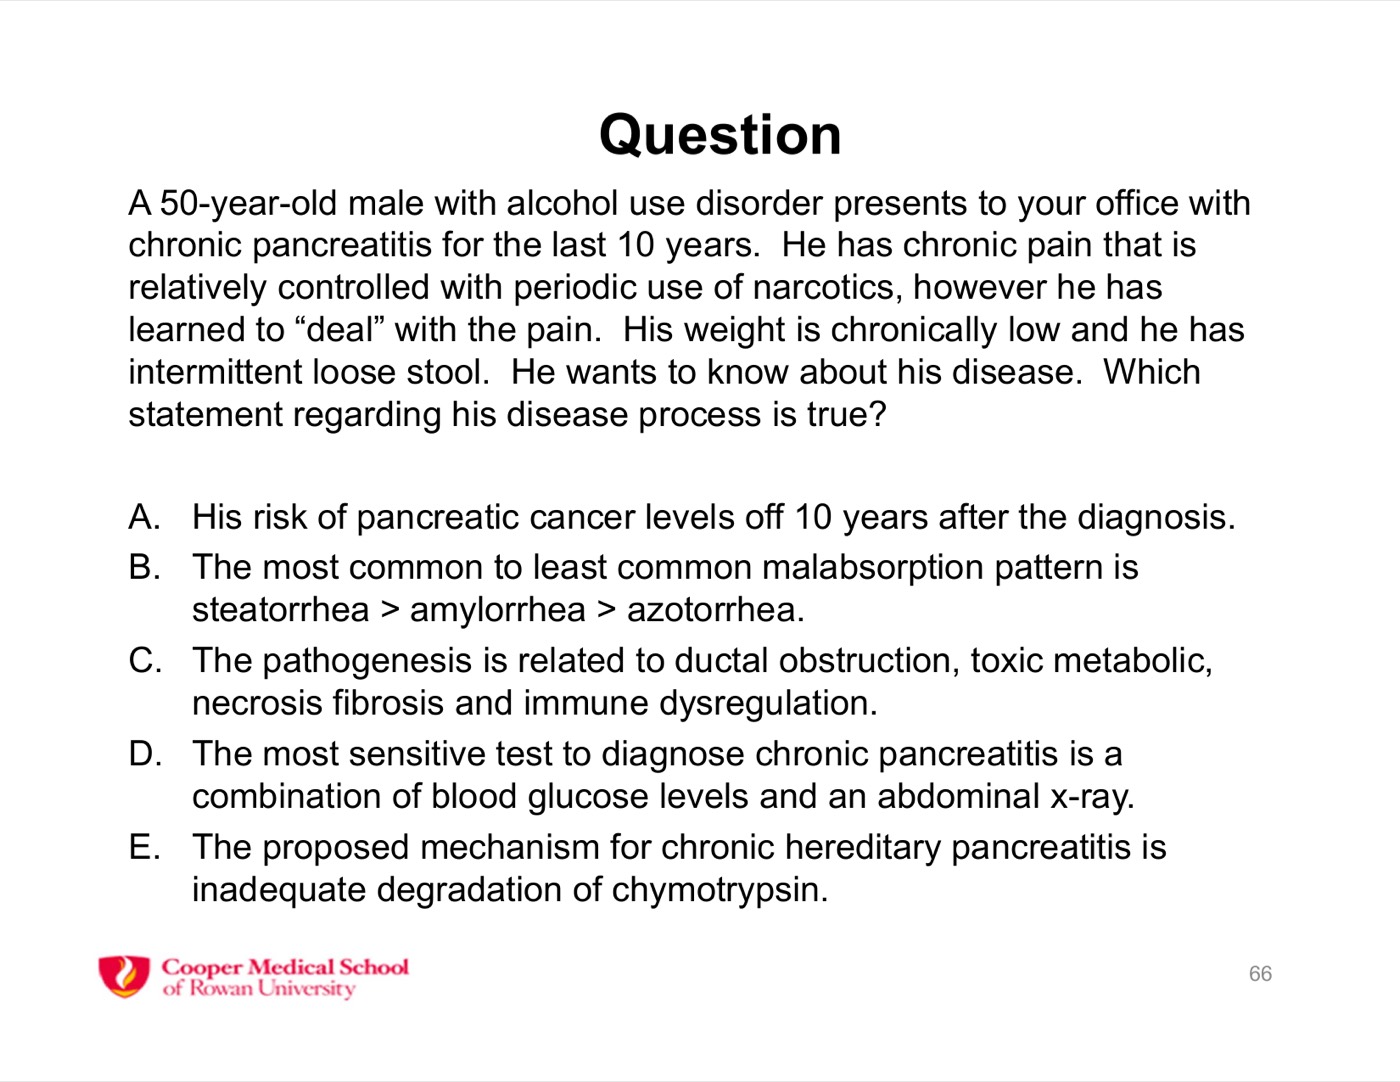 Question
A 50-year-old male with alcohol use disorder presents to your office with
chronic pancreatitis for the last 10 years.  He has chronic pain that is
relatively controlled with periodic use of narcotics, however he has
learned to “deal” with the pain.  His weight is chronically low and he has
intermittent loose stool.  He wants to know about his disease.  Which
statement regarding his disease process is true?
A. His risk of pancreatic cancer levels off 10 years after the diagnosis.
B. The most common to least common malabsorption pattern is
steatorrhea > amylorrhea > azotorrhea.
C. The pathogenesis is related to ductal obstruction, toxic metabolic,
necrosis fibrosis and immune dysregulation.
D. The most sensitive test to diagnose chronic pancreatitis is a
combination of blood glucose levels and an abdominal x-ray.
E. The proposed mechanism for chronic hereditary pancreatitis is
inadequate degradation of chymotrypsin.
Cooper Medical School
of Rowan University
66